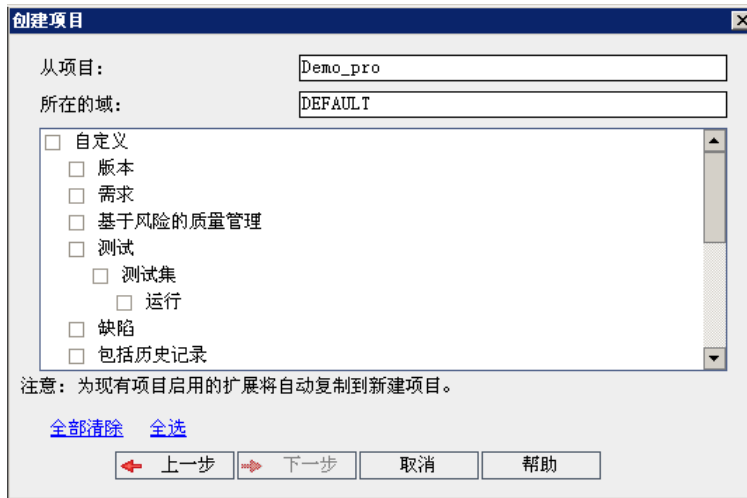 创建项目
从项目: Demo_pro
所在的域: DEFAULT
自定义
版本
需求
基于风险的质量管理
测试
测试集
运行
缺陷
包括历史记录
注意: 为现有项目启用的扩展将自动复制到新建项目。
全部清除 全选
上一步 下一步 取消 帮助